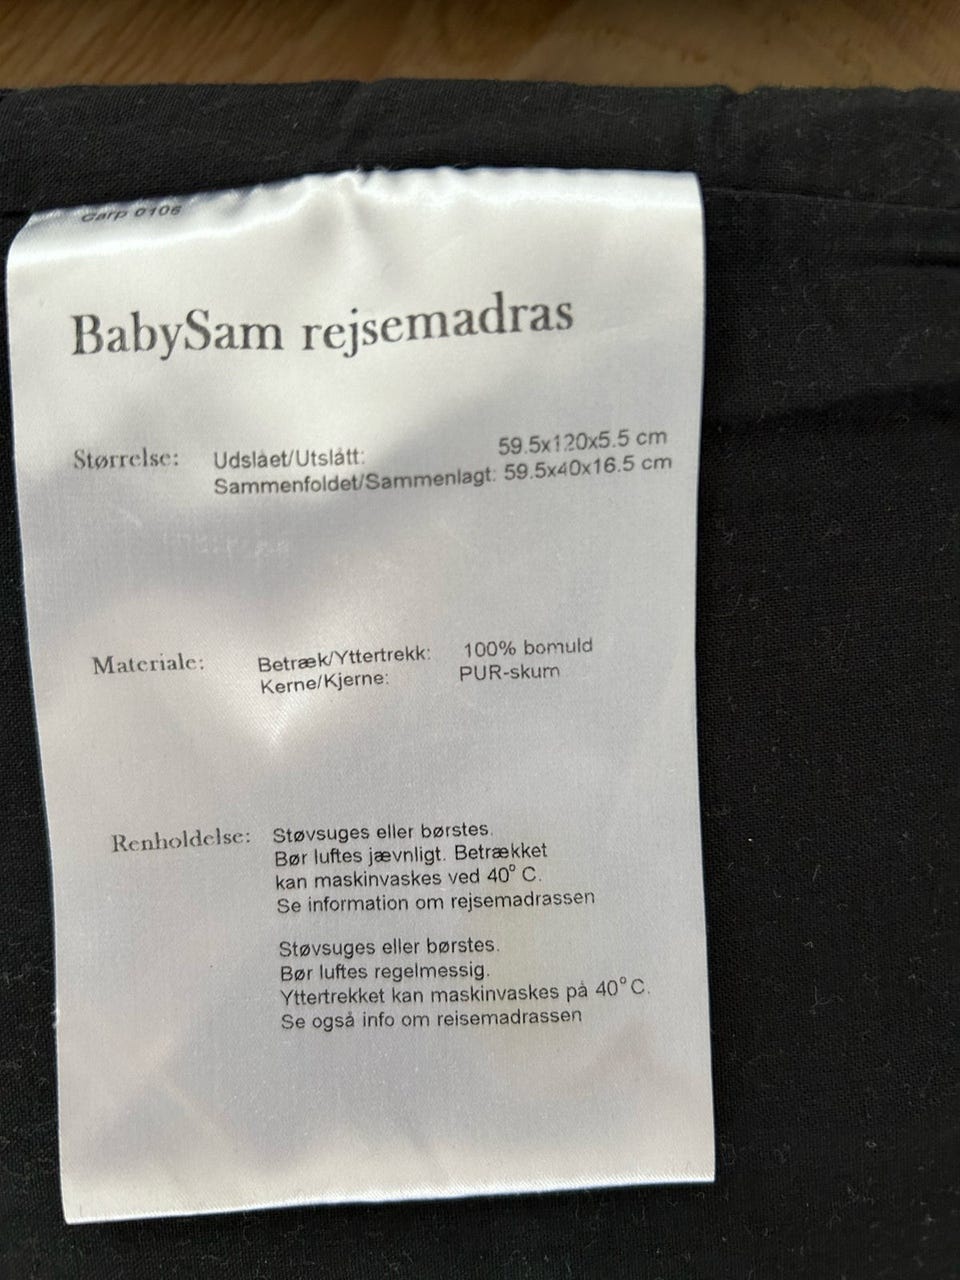 Carp 0106
BabySam rejsemadras
Størrelse: Udslået/Utslått: 59.5x120x5.5 cm
Sammenfoldet/Sammenlagt: 59.5x40x16.5 cm
Materiale: Betræk/Yttertrekk: 100% bomuld
Kerne/Kjerne: PUR-skum
Renholdelse: Støvsuges eller børstes.
Bør luftes jævnligt. Betrækket
kan maskinvaskes ved 40° C.
Se information om rejsemadrassen
Støvsuges eller børstes.
Bør luftes regelmessig.
Yttertrekket kan maskinvaskes på 40° C.
Se også info om reisemadrassen